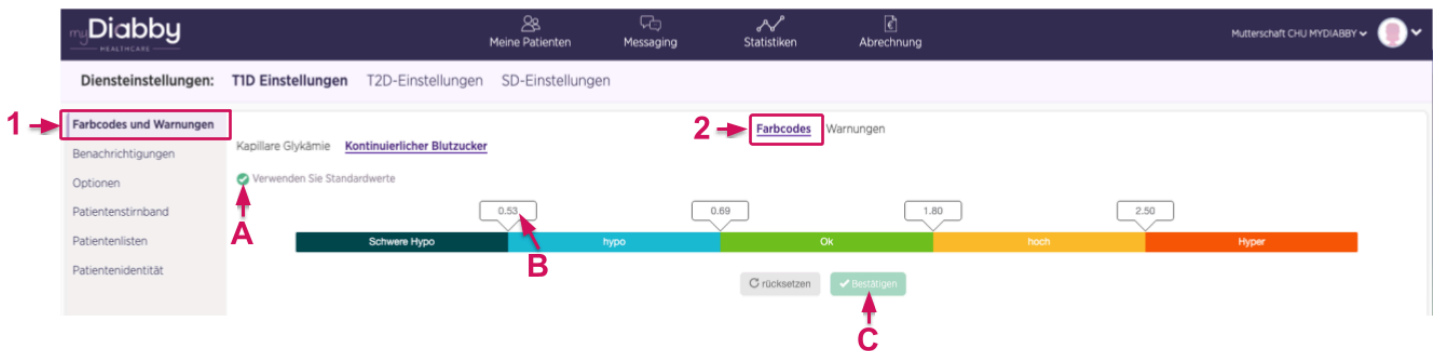 myDiabby
HEALTHCARE
Meine Patienten
Messaging
Statistiken
Abrechnung
Mutterschaft CHU MYDIABBY
Diensteinstellungen: T1D Einstellungen T2D-Einstellungen SD-Einstellungen
1
Farbcodes und Warnungen
Benachrichtigungen
Optionen
Patientenstirnband
Patientenlisten
Patientenidentität
2
Farbcodes Warnungen
Kapillare Glykämie Kontinuierlicher Blutzucker
Verwenden Sie Standardwerte
A
0.53 0.69 1.80 2.50
Schwere Hypo hypo Ok hoch Hyper
B
rücksetzen Bestätigen
C